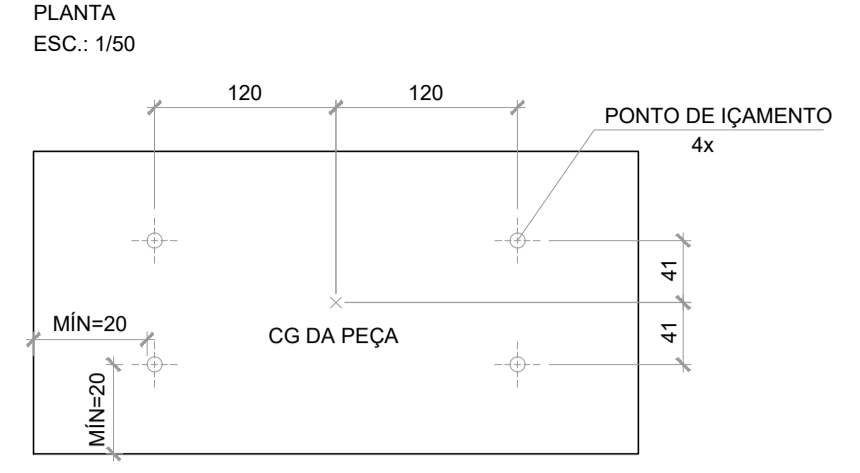 PLANTA
ESC.: 1/50
120
120
PONTO DE IÇAMENTO
4x
41
MÍN=20
CG DA PEÇA
41
MÍN=20